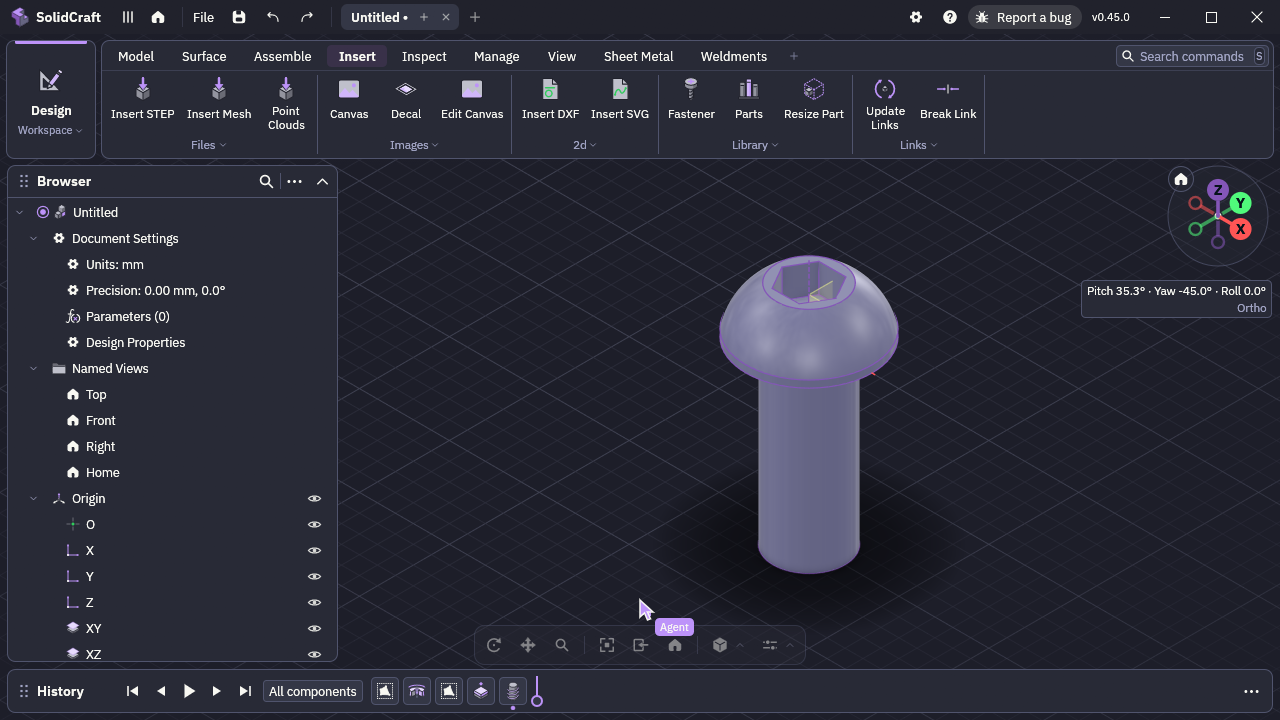 SolidCraft
File
Untitled •
Report a bug
v0.45.0
Design
Workspace
Model
Surface
Assemble
Insert
Inspect
Manage
View
Sheet Metal
Weldments
Search commands
S
Insert STEP
Insert Mesh
Point Clouds
Files
Canvas
Decal
Edit Canvas
Images
Insert DXF
Insert SVG
2d
Fastener
Parts
Resize Part
Library
Update Links
Break Link
Links
Browser
Untitled
Document Settings
Units: mm
Precision: 0.00 mm, 0.0°
Parameters (0)
Design Properties
Named Views
Top
Front
Right
Home
Origin
O
X
Y
Z
XY
XZ
Z
Y
X
Pitch 35.3° · Yaw -45.0° · Roll 0.0°
Ortho
Agent
History
All components